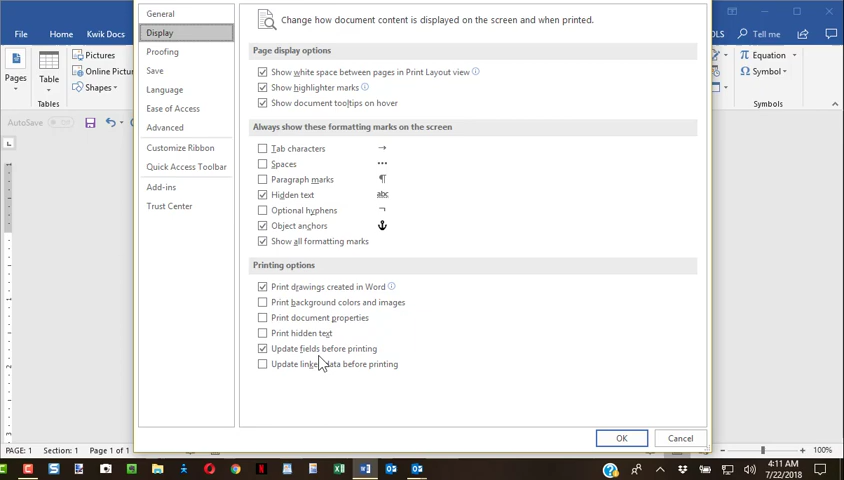 General
Display
Proofing
Save
Language
Ease of Access
Advanced
Customize Ribbon
Quick Access Toolbar
Add-ins
Trust Center
Change how document content is displayed on the screen and when printed.
Page display options
Show white space between pages in Print Layout view
Show highlighter marks
Show document tooltips on hover
Always show these formatting marks on the screen
Tab characters →
Spaces •••
Paragraph marks ¶
Hidden text abc
Optional hyphens ¬
Object anchors
Show all formatting marks
Printing options
Print drawings created in Word
Print background colors and images
Print document properties
Print hidden text
Update fields before printing
Update linked data before printing
OK Cancel
File Home Kwik Docs
Pages
Table
Tables
Pictures
Online Pictur
Shapes
AutoSave Off
OLS Tell me
Equation
Symbol
Symbols
PAGE: 1 Section: 1 Page 1 of 1
100%
4:11 AM
7/22/2018